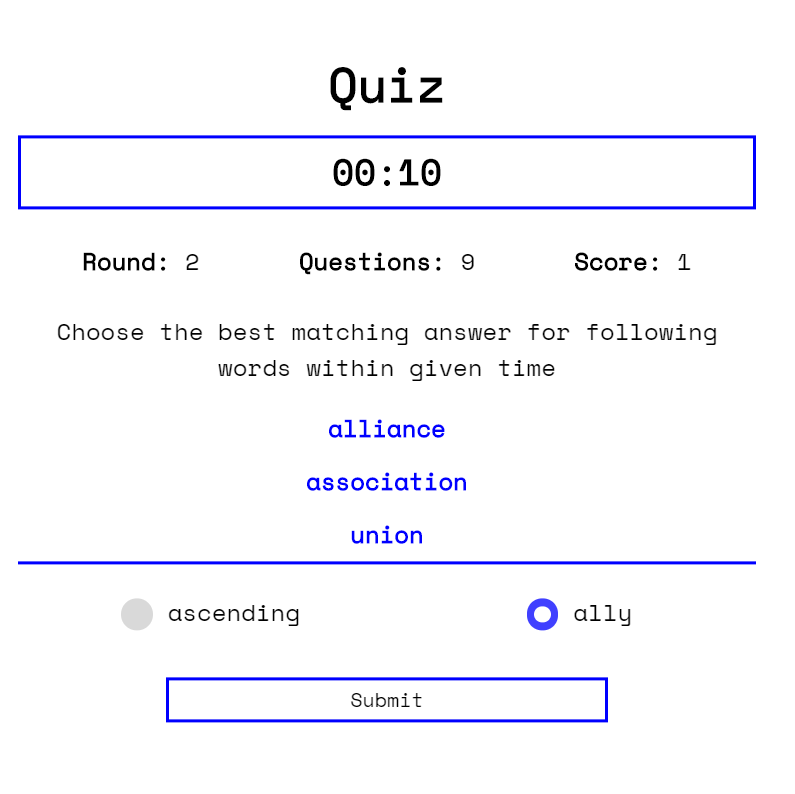 Quiz
00:10
Round: 2 Questions: 9 Score: 1
Choose the best matching answer for following
words within given time
alliance
association
union
ascending ally
Submit